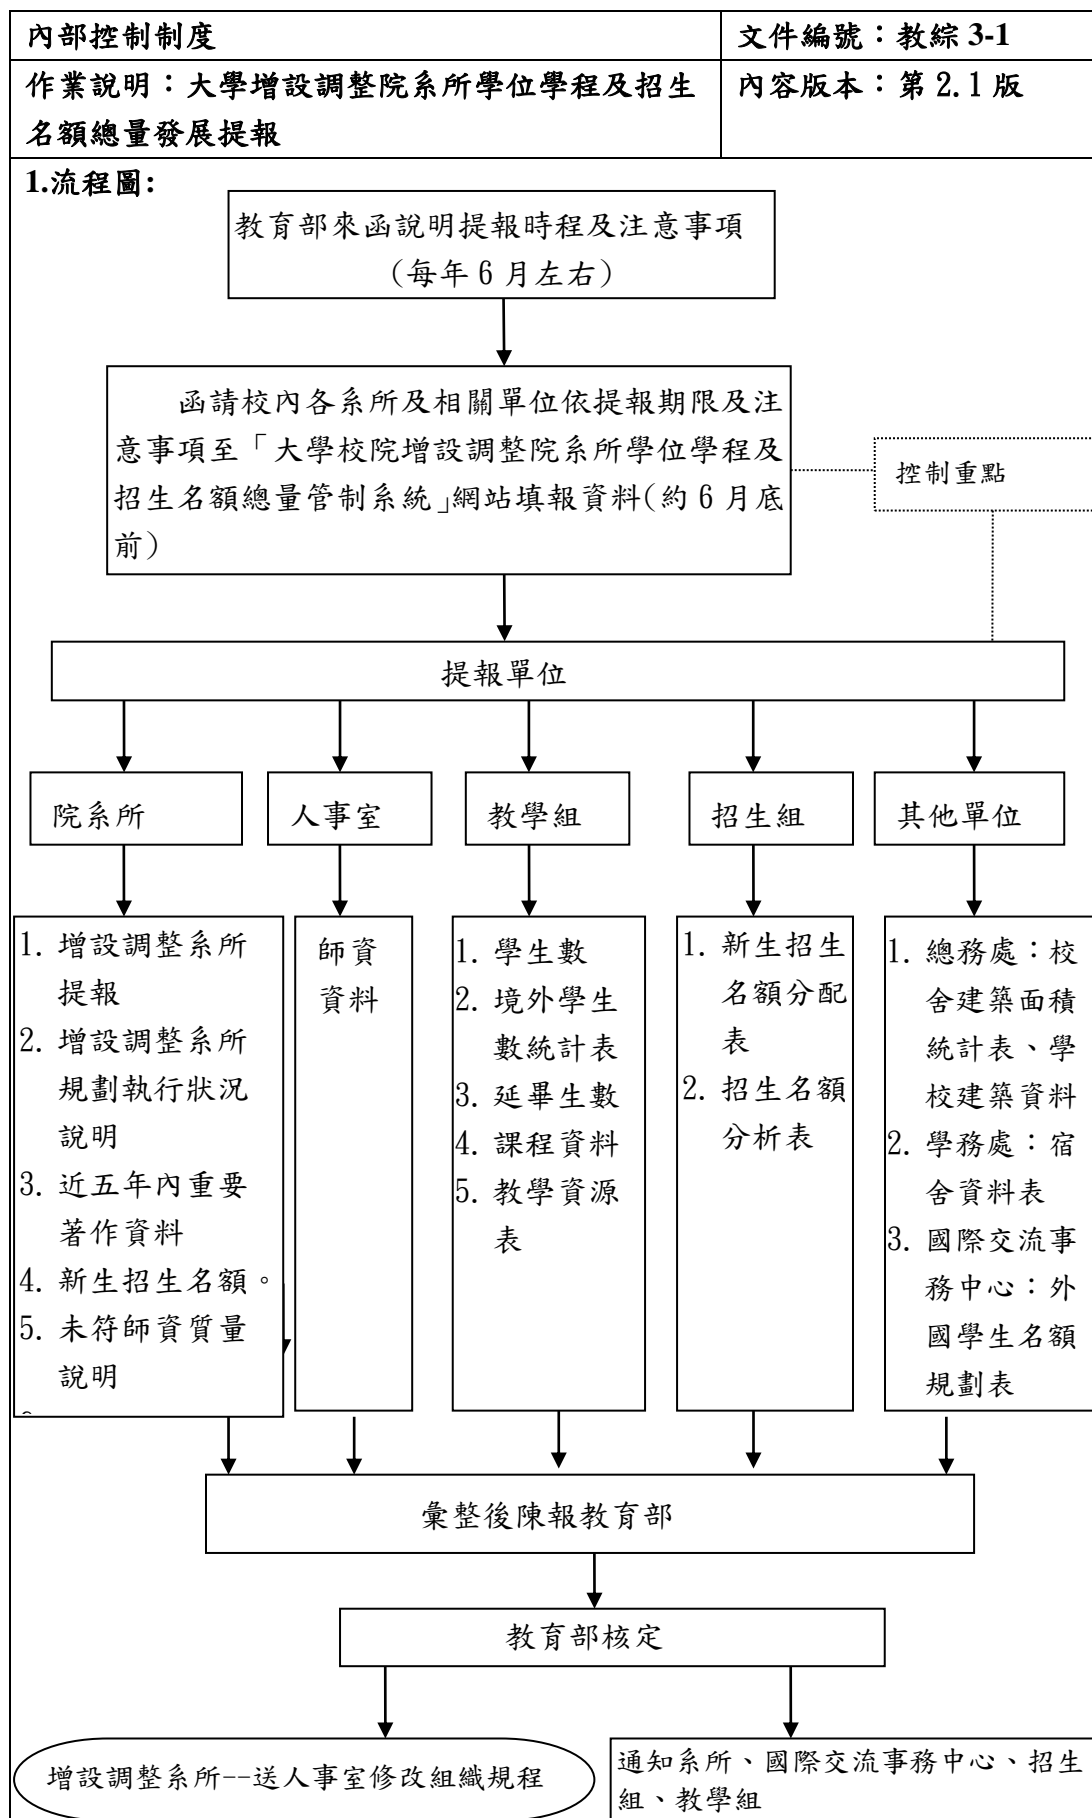 內部控制制度
文件編號：教綜 3-1
作業說明：大學增設調整院系所學位學程及招生
名額總量發展提報
內容版本：第 2.1 版
1.流程圖:
教育部來函說明提報時程及注意事項
(每年 6 月左右)
函請校內各系所及相關單位依提報期限及注
意事項至「大學校院增設調整院系所學位學程及
招生名額總量管制系統」網站填報資料(約 6 月底
前)
控制重點
提報單位
院系所
人事室
教學組
招生組
其他單位
1. 增設調整系所
提報
2. 增設調整系所
規劃執行狀況
說明
3. 近五年內重要
著作資料
4. 新生招生名額。
5. 未符師資質量
說明
師資
資料
1. 學生數
2. 境外學生
數統計表
3. 延畢生數
4. 課程資料
5. 教學資源
表
1. 新生招生
名額分配
表
2. 招生名額
分析表
1. 總務處：校
舍建築面積
統計表、學
校建築資料
2. 學務處：宿
舍資料表
3. 國際交流事
務中心：外
國學生名額
規劃表
彙整後陳報教育部
教育部核定
增設調整系所--送人事室修改組織規程
通知系所、國際交流事務中心、招生
組、教學組